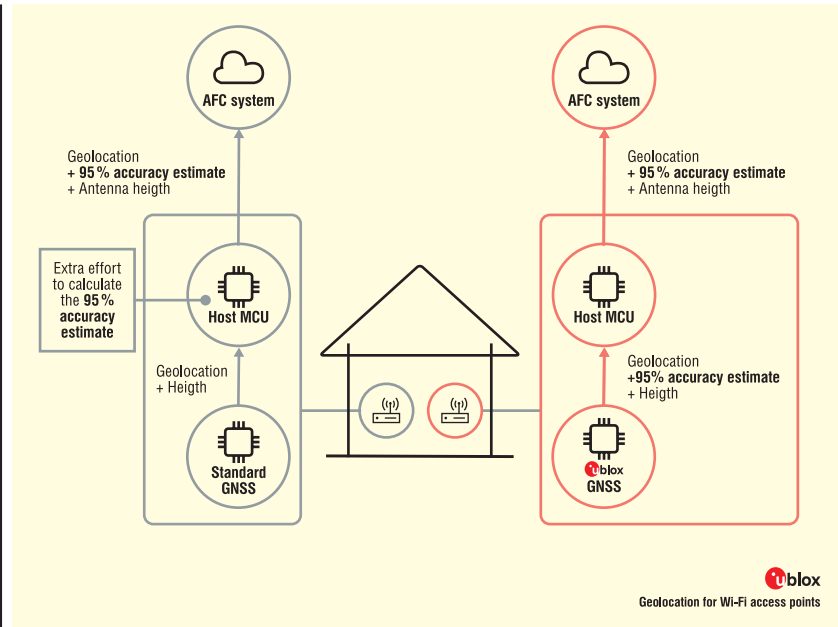 AFC system
Geolocation
+ 95% accuracy estimate
+ Antenna heigth
Extra effort
to calculate
the 95%
accuracy
estimate
Host MCU
Geolocation
+ Heigth
Standard
GNSS
AFC system
Geolocation
+ 95% accuracy estimate
+ Antenna heigth
Host MCU
Geolocation
+95% accuracy estimate
+ Heigth
ublox
GNSS
ublox
Geolocation for Wi-Fi access points